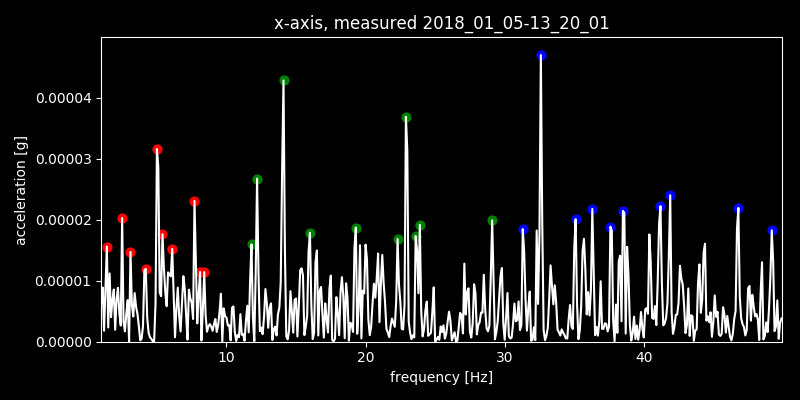 x-axis, measured 2018_01_05-13_20_01
acceleration [g]
0.00004
0.00003
0.00002
0.00001
0.00000
10 20 30 40
frequency [Hz]